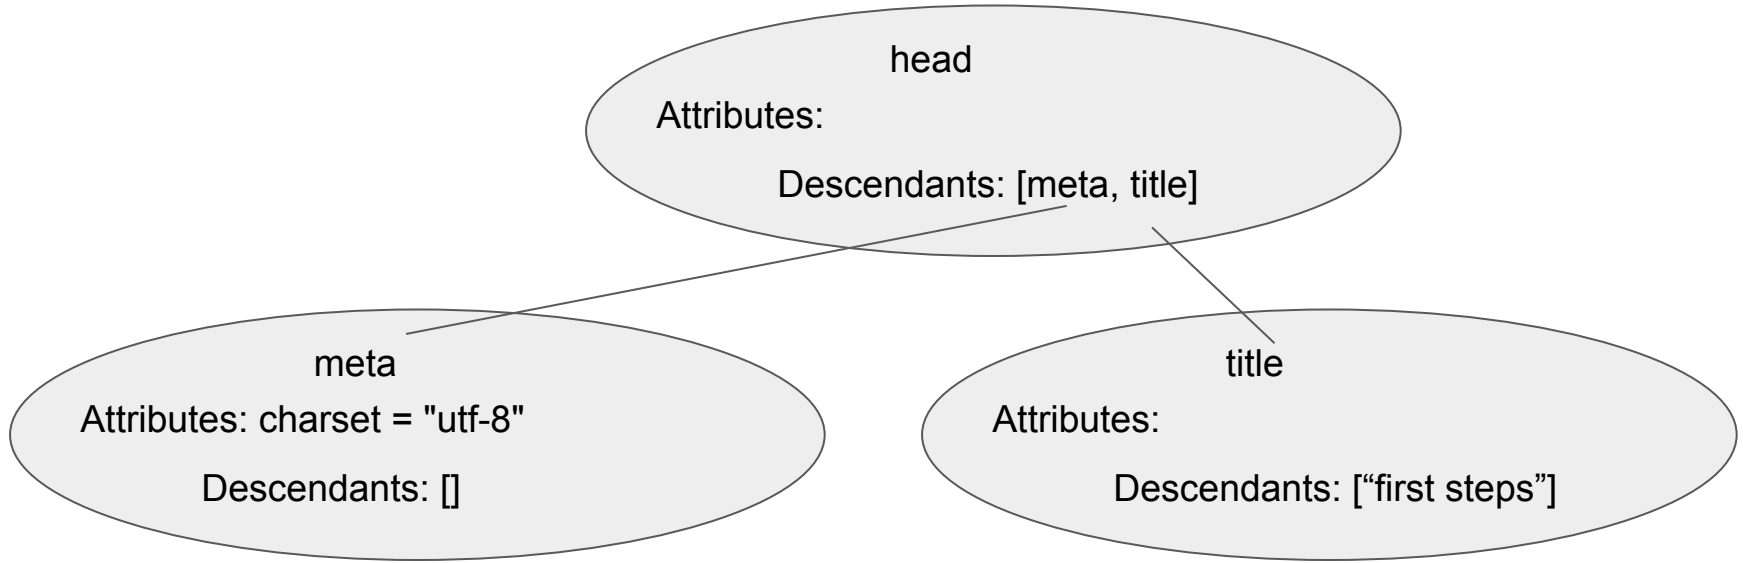 head
Attributes:
Descendants: [meta, title]
meta
Attributes: charset = "utf-8"
Descendants: []
title
Attributes:
Descendants: [“first steps”]